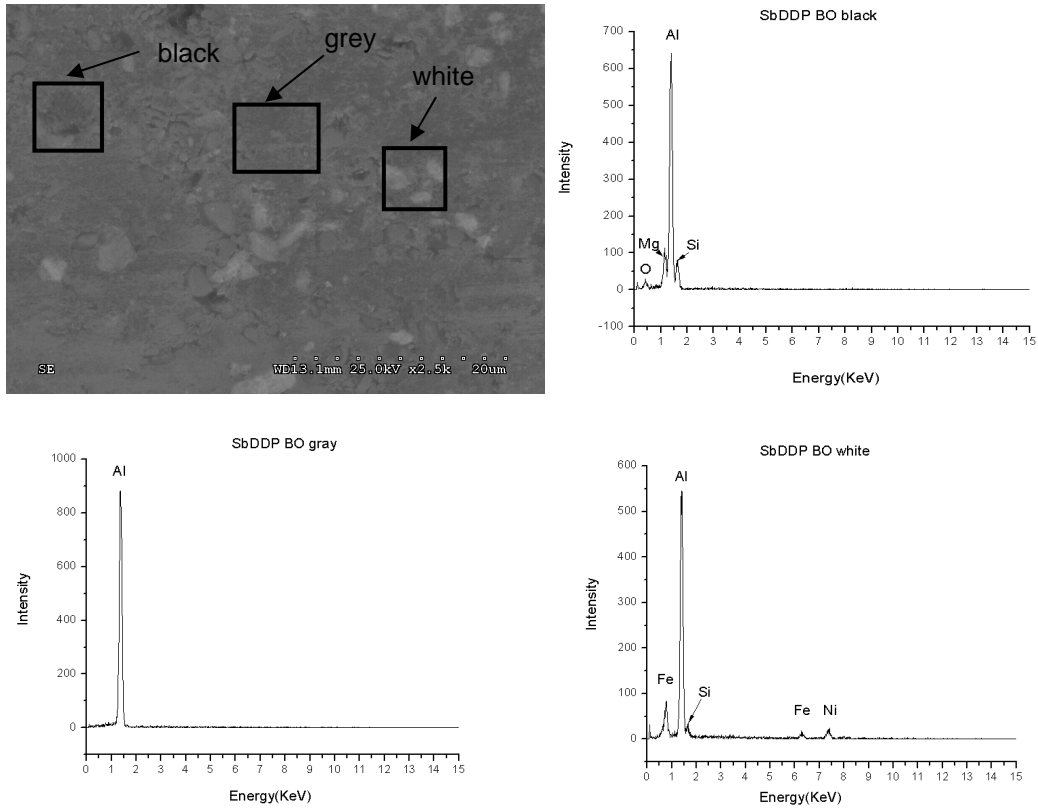 black
grey
white
SE
WD13.1mm 25.0kV x2.5k 20um
SbDDP BO black
700
600
500
400
300
200
100
0
-100
Intensity
Al
Mg
Si
O
0 1 2 3 4 5 6 7 8 9 10 11 12 13 14 15
Energy(KeV)
SbDDP BO gray
1000
800
600
400
200
0
Intensity
Al
0 1 2 3 4 5 6 7 8 9 10 11 12 13 14 15
Energy(KeV)
SbDDP BO white
600
500
400
300
200
100
0
Intensity
Al
Fe
Si
Fe
Ni
0 1 2 3 4 5 6 7 8 9 10 11 12 13 14 15
Energy(KeV)